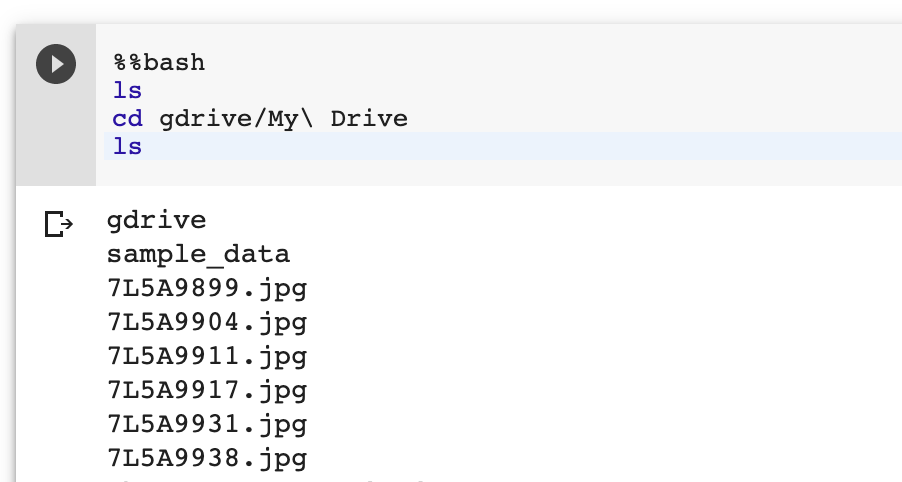 %%bash
ls
cd gdrive/My\ Drive
ls
gdrive
sample_data
7L5A9899.jpg
7L5A9904.jpg
7L5A9911.jpg
7L5A9917.jpg
7L5A9931.jpg
7L5A9938.jpg